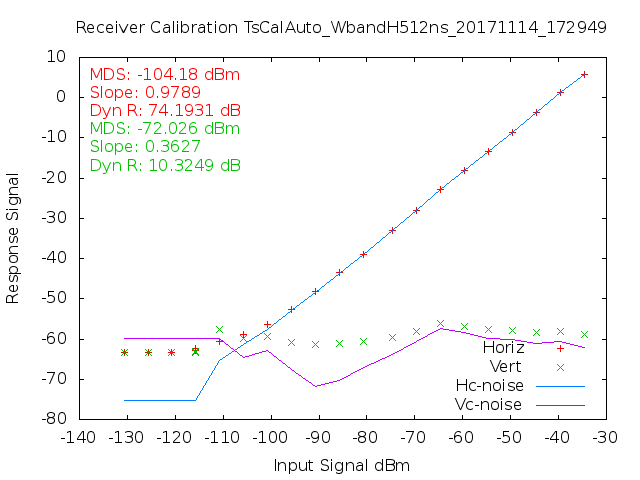 Receiver Calibration TsCalAuto_WbandH512ns_20171114_172949
10
0
-10
-20
-30
-40
-50
-60
-70
-80
MDS: -104.18 dBm
Slope: 0.9789
Dyn R: 74.1931 dB
MDS: -72.026 dBm
Slope: 0.3627
Dyn R: 10.3249 dB
Response Signal
Horiz
Vert
Hc-noise
Vc-noise
-140 -130 -120 -110 -100 -90 -80 -70 -60 -50 -40 -30
Input Signal dBm